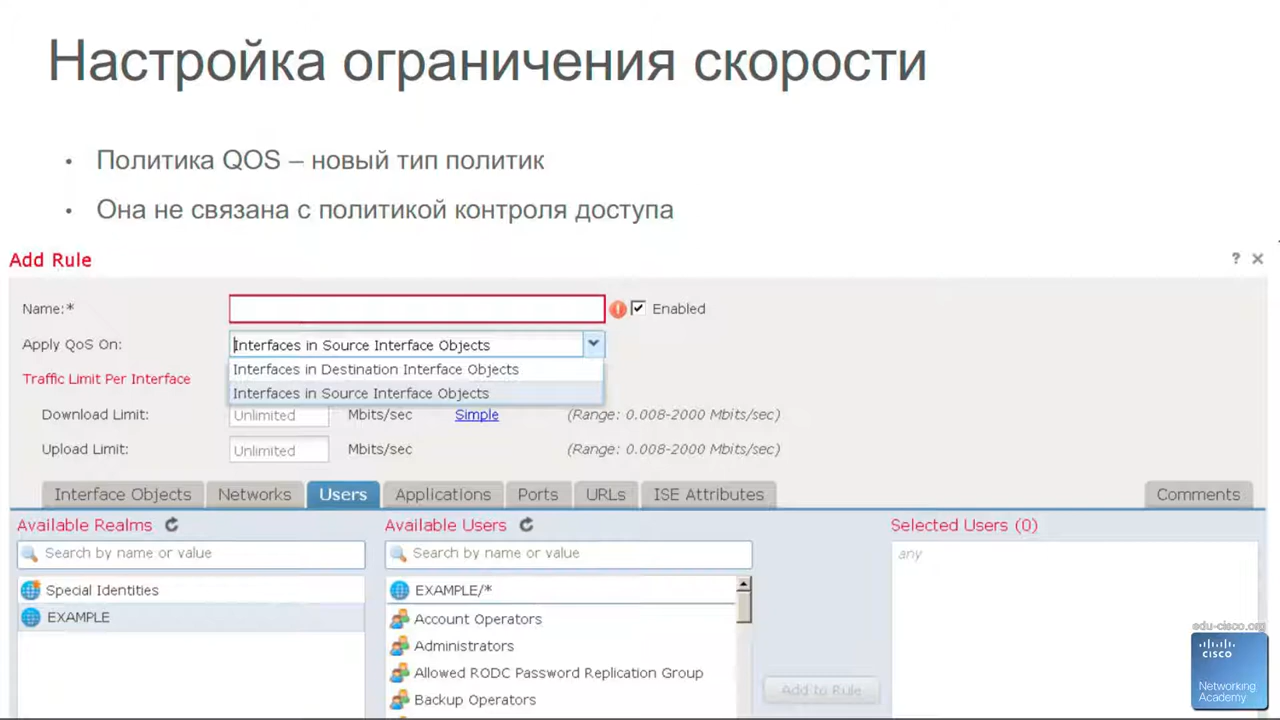 Настройка ограничения скорости
• Политика QOS – новый тип политик
• Она не связана с политикой контроля доступа
Add Rule ? ×
Name:* ! Enabled
Apply QoS On: Interfaces in Source Interface Objects
Interfaces in Destination Interface Objects
Traffic Limit Per Interface
Interfaces in Source Interface Objects
Download Limit: Unlimited Mbits/sec Simple (Range: 0.008-2000 Mbits/sec)
Upload Limit: Unlimited Mbits/sec (Range: 0.008-2000 Mbits/sec)
Interface Objects Networks Users Applications Ports URLs ISE Attributes Comments
Available Realms Available Users Selected Users (0)
Search by name or value Search by name or value any
Special Identities EXAMPLE/*
EXAMPLE Account Operators
Administrators
Allowed RODC Password Replication Group
Backup Operators
Add to Rule
edu-cisco.org
CISCO
Networking
Academy